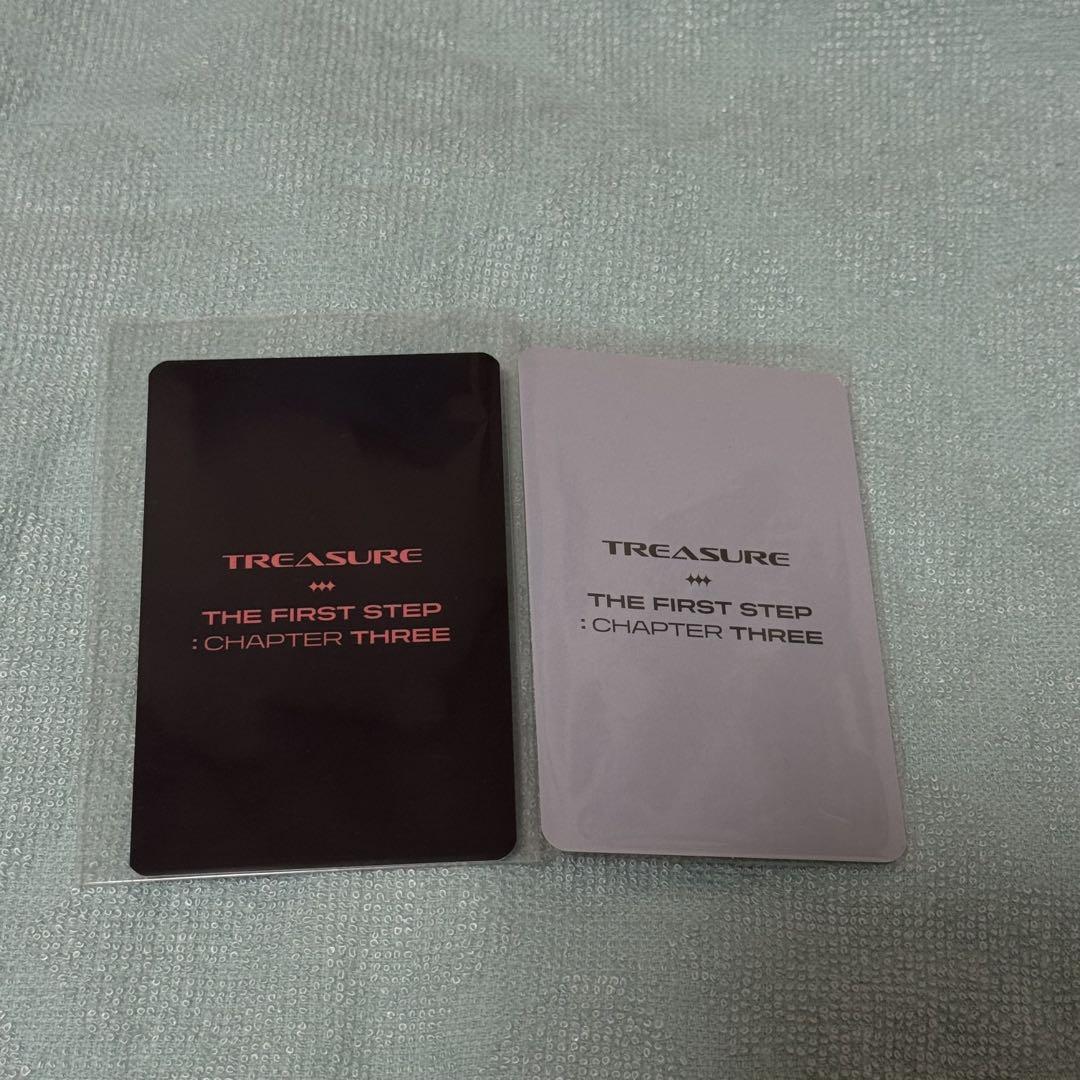 TREASURE
THE FIRST STEP
: CHAPTER THREE
TREASURE
THE FIRST STEP
: CHAPTER THREE